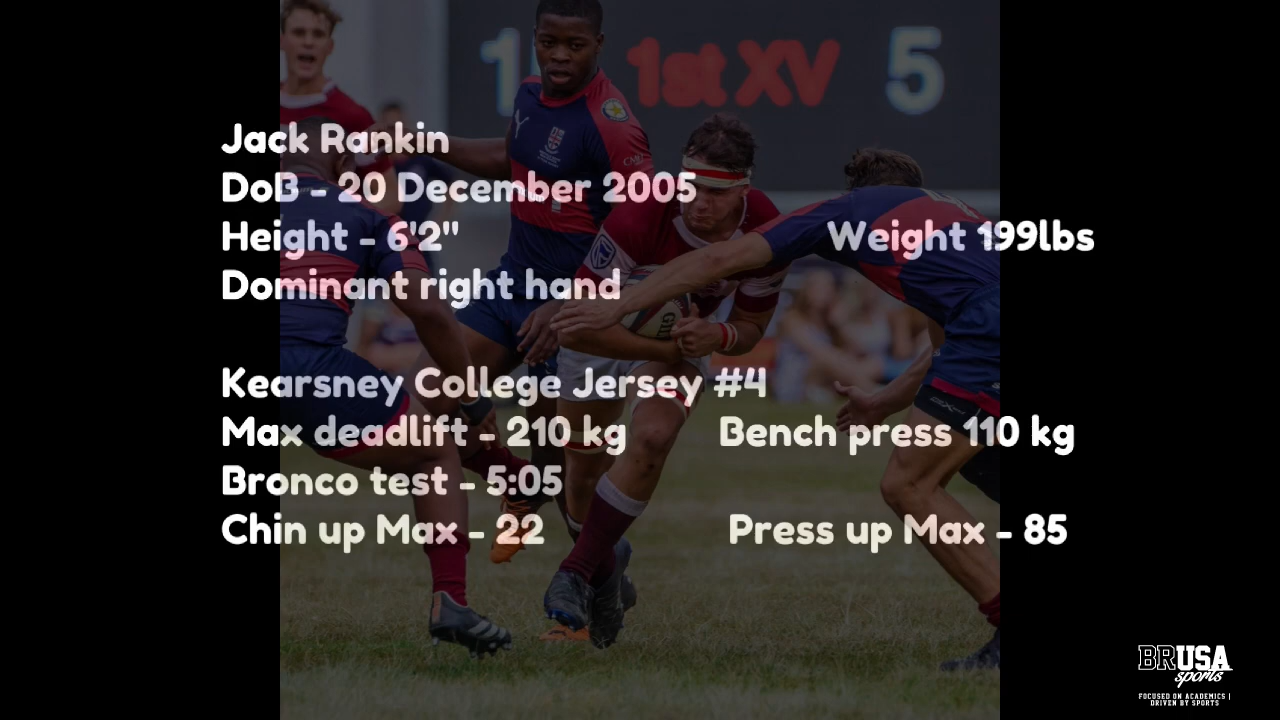 1
1st XV
5
Jack Rankin
DoB - 20 December 2005
Height - 6'2" Weight 199lbs
Dominant right hand
Kearsney College Jersey #4
Max deadlift - 210 kg Bench press 110 kg
Bronco test - 5:05
Chin up Max - 22 Press up Max - 85
BRUSA
sports
FOCUSED ON ACADEMICS |
DRIVEN BY SPORTS